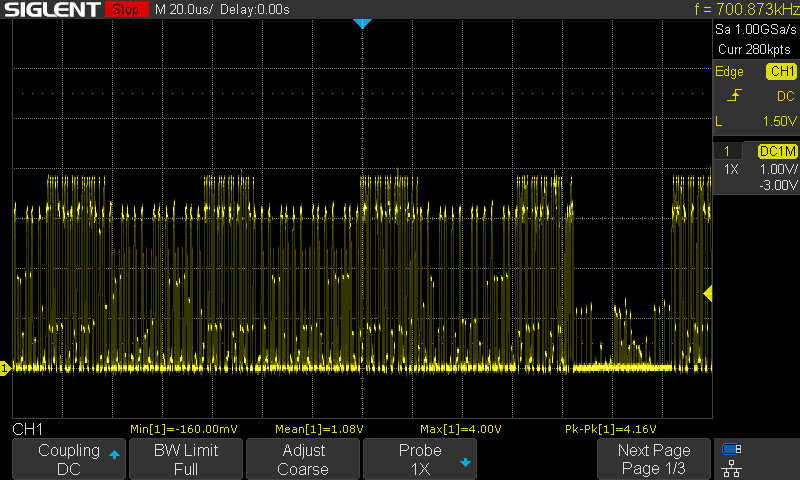 SIGLENT Stop M 20.0us/ Delay:0.00s f = 700.873kHz
Sa 1.00GSa/s
Curr 280kpts
Edge CH1
DC
L 1.50V
1 DC1M
1X 1.00V/
-3.00V
1
CH1 Min[1]=-160.00mV Mean[1]=1.08V Max[1]=4.00V Pk-Pk[1]=4.16V
Coupling BW Limit Adjust Probe Next Page
DC Full Coarse 1X Page 1/3